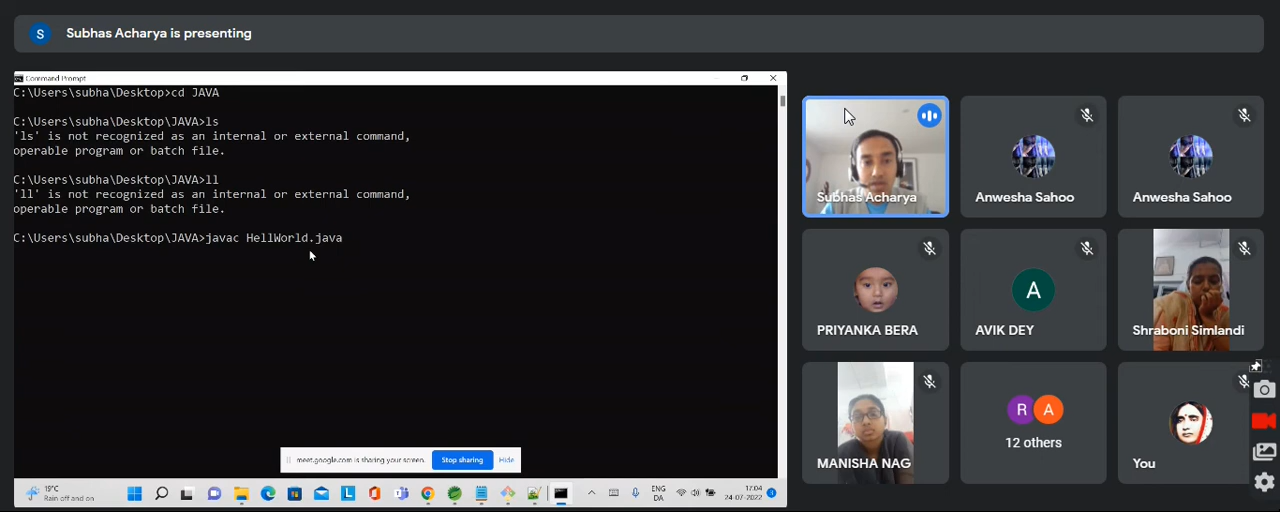 S
Subhas Acharya is presenting
Command Prompt
C:\Users\subha\Desktop>cd JAVA
C:\Users\subha\Desktop\JAVA>ls
'ls' is not recognized as an internal or external command,
operable program or batch file.
C:\Users\subha\Desktop\JAVA>ll
'll' is not recognized as an internal or external command,
operable program or batch file.
C:\Users\subha\Desktop\JAVA>javac HellWorld.java
meet.google.com is sharing your screen.
Stop sharing
Hide
19°C
Rain off and on
L
ENG
DA
17:04
24-07-2022
Subhas Acharya
Anwesha Sahoo
Anwesha Sahoo
PRIYANKA BERA
A
AVIK DEY
Shraboni Simlandi
MANISHA NAG
R A
12 others
You